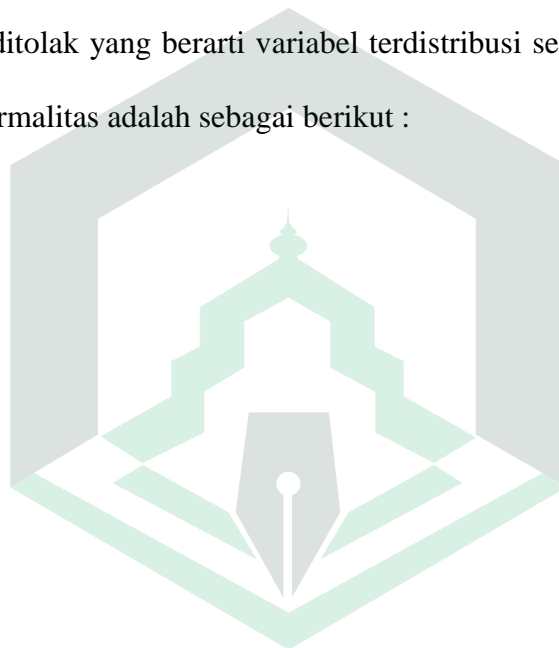 ditolak yang berarti variabel terdistribusi se
rmalitas adalah sebagai berikut :